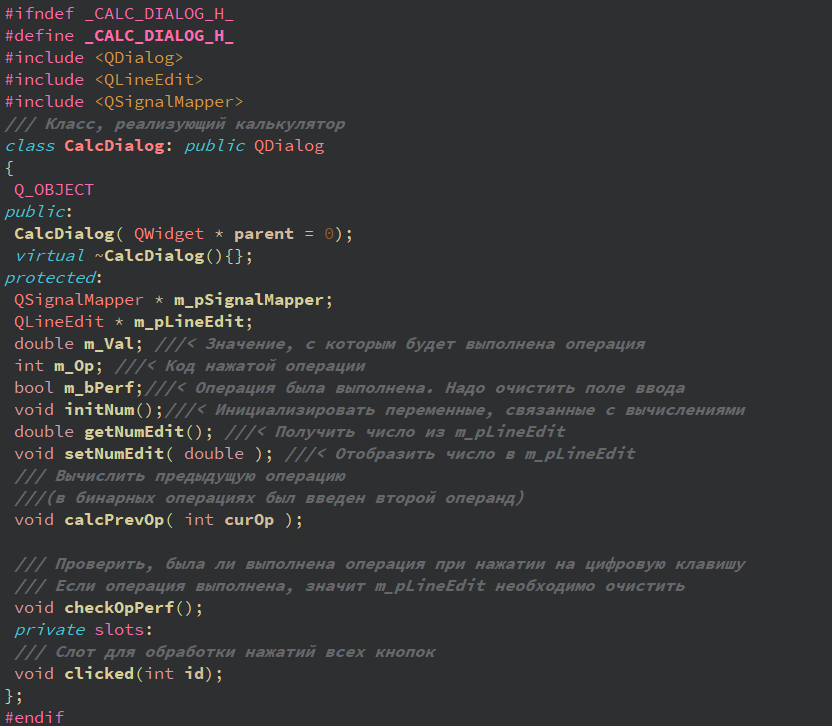 #ifndef _CALC_DIALOG_H_
#define _CALC_DIALOG_H_
#include <QDialog>
#include <QLineEdit>
#include <QSignalMapper>
/// Класс, реализующий калькулятор
class CalcDialog: public QDialog
{
 Q_OBJECT
public:
 CalcDialog( QWidget * parent = 0);
 virtual ~CalcDialog(){};
protected:
 QSignalMapper * m_pSignalMapper;
 QLineEdit * m_pLineEdit;
 double m_Val; ///< Значение, с которым будет выполнена операция
 int m_Op; ///< Код нажатой операции
 bool m_bPerf;///< Операция была выполнена. Надо очистить поле ввода
 void initNum();///< Инициализировать переменные, связанные с вычислениями
 double getNumEdit(); ///< Получить число из m_pLineEdit
 void setNumEdit( double ); ///< Отобразить число в m_pLineEdit
 /// Вычислить предыдущую операцию
 ///(в бинарных операциях был введен второй операнд)
 void calcPrevOp( int curOp );

 /// Проверить, была ли выполнена операция при нажатии на цифровую клавишу
 /// Если операция выполнена, значит m_pLineEdit необходимо очистить
 void checkOpPerf();
 private slots:
 /// Слот для обработки нажатий всех кнопок
 void clicked(int id);
};
#endif